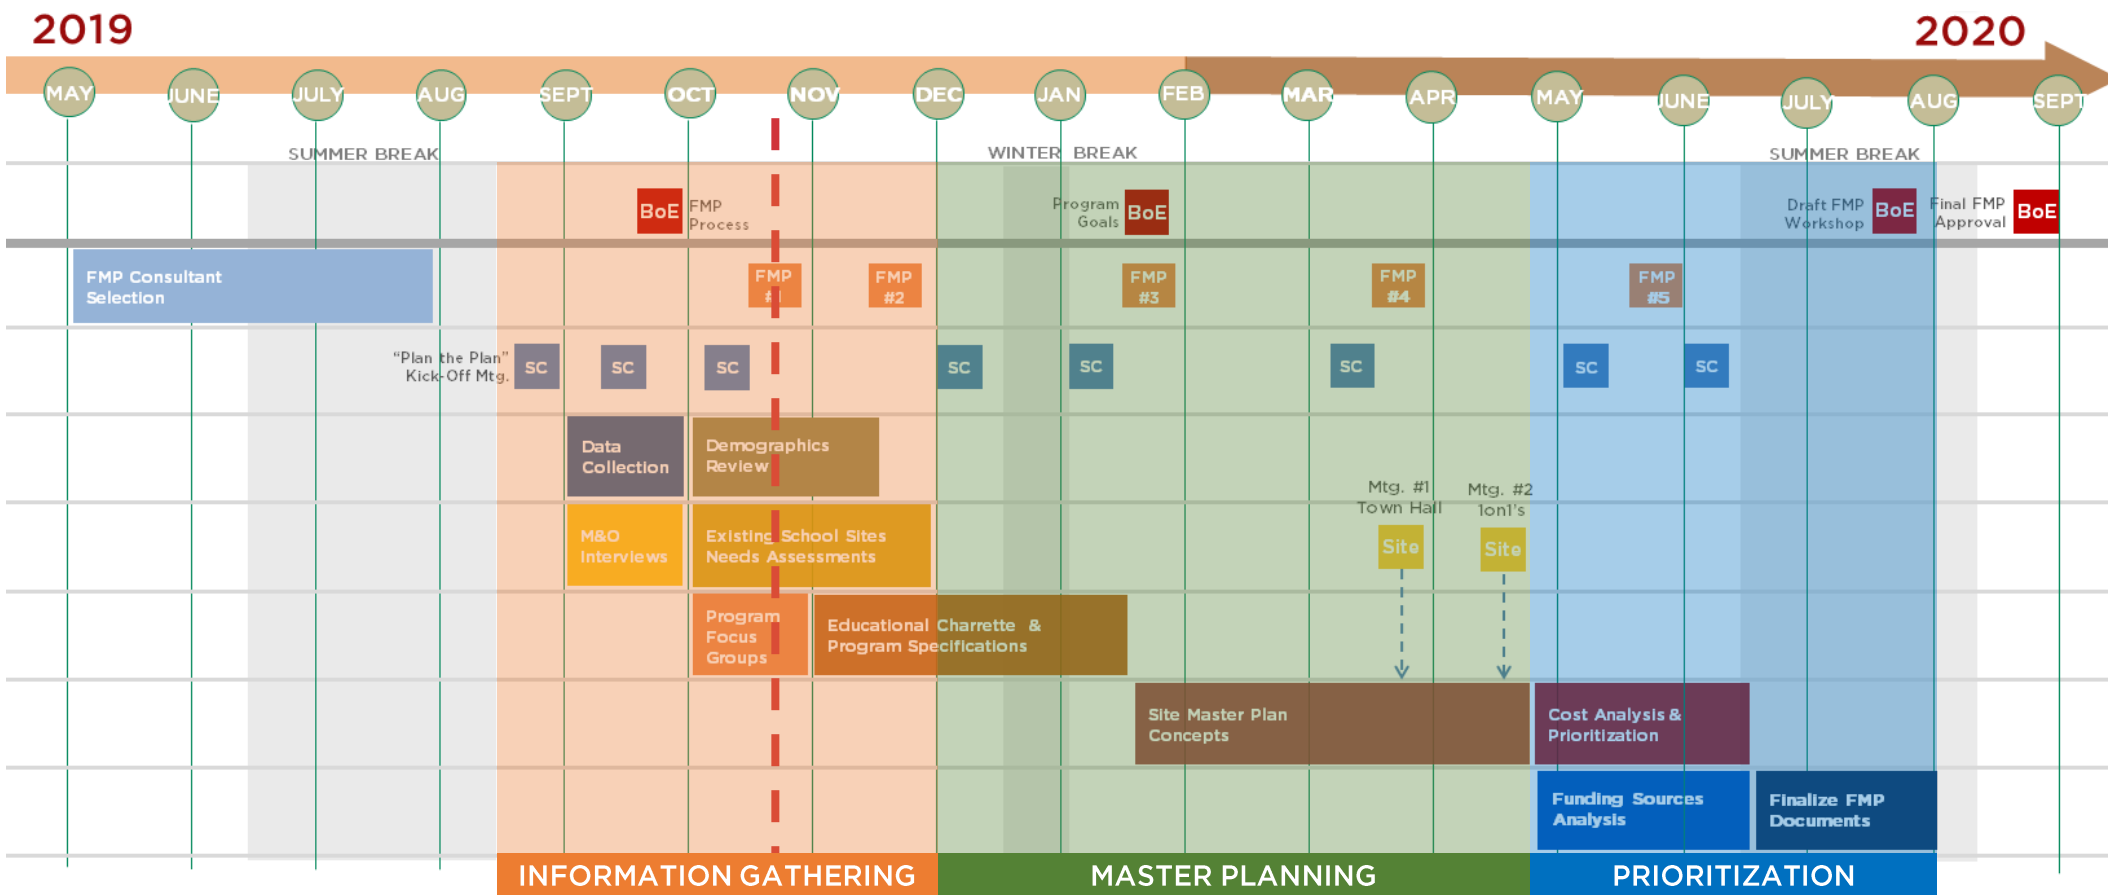 2019
2020
MAY JUNE JULY AUG SEPT OCT NOV DEC JAN FEB MAR APR MAY JUNE JULY AUG SEPT
SUMMER BREAK
WINTER BREAK
SUMMER BREAK
BoE
FMP
Process
Program
Goals
BoE
Draft FMP
Workshop
BoE
Final FMP
Approval
BoE
FMP Consultant
Selection
FMP
#1
FMP
#2
FMP
#3
FMP
#4
FMP
#5
“Plan the Plan”
Kick-Off Mtg.
SC
SC
SC
SC
SC
SC
SC
SC
Data
Collection
Demographics
Review
Mtg. #1
Town Hall
Mtg. #2
1on1's
M&O
Interviews
Existing School Sites
Needs Assessments
Site
Site
Program
Focus
Groups
Educational Charrette &
Program Specifications
Site Master Plan
Concepts
Cost Analysis &
Prioritization
Funding Sources
Analysis
Finalize FMP
Documents
INFORMATION GATHERING
MASTER PLANNING
PRIORITIZATION